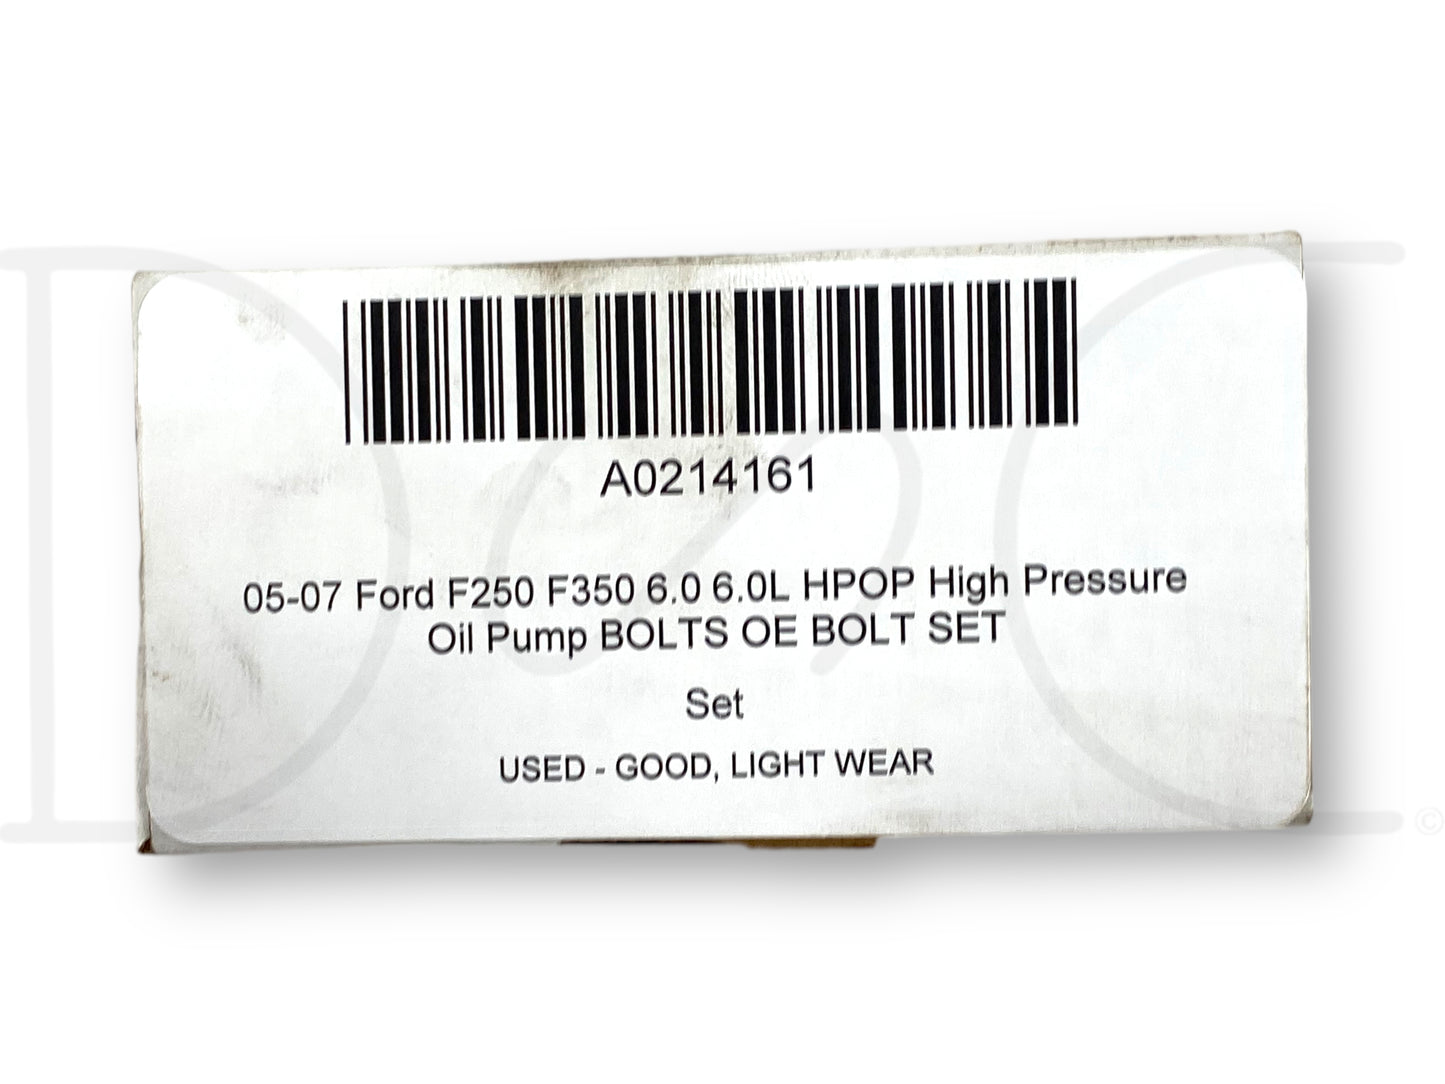 A0214161
05-07 Ford F250 F350 6.0 6.0L HPOP High Pressure
Oil Pump BOLTS OE BOLT SET
Set
USED - GOOD, LIGHT WEAR
©